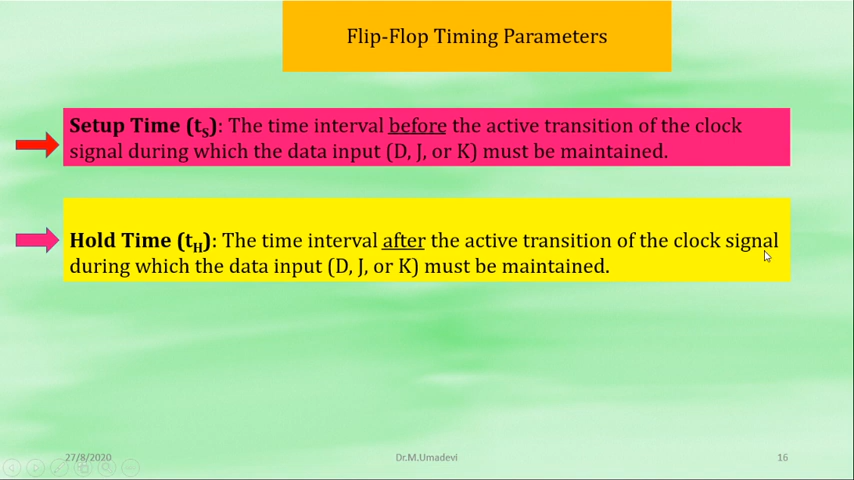 Flip-Flop Timing Parameters
Setup Time (tS): The time interval before the active transition of the clock
signal during which the data input (D, J, or K) must be maintained.
Hold Time (tH): The time interval after the active transition of the clock signal
during which the data input (D, J, or K) must be maintained.
27/8/2020
Dr.M.Umadevi
16